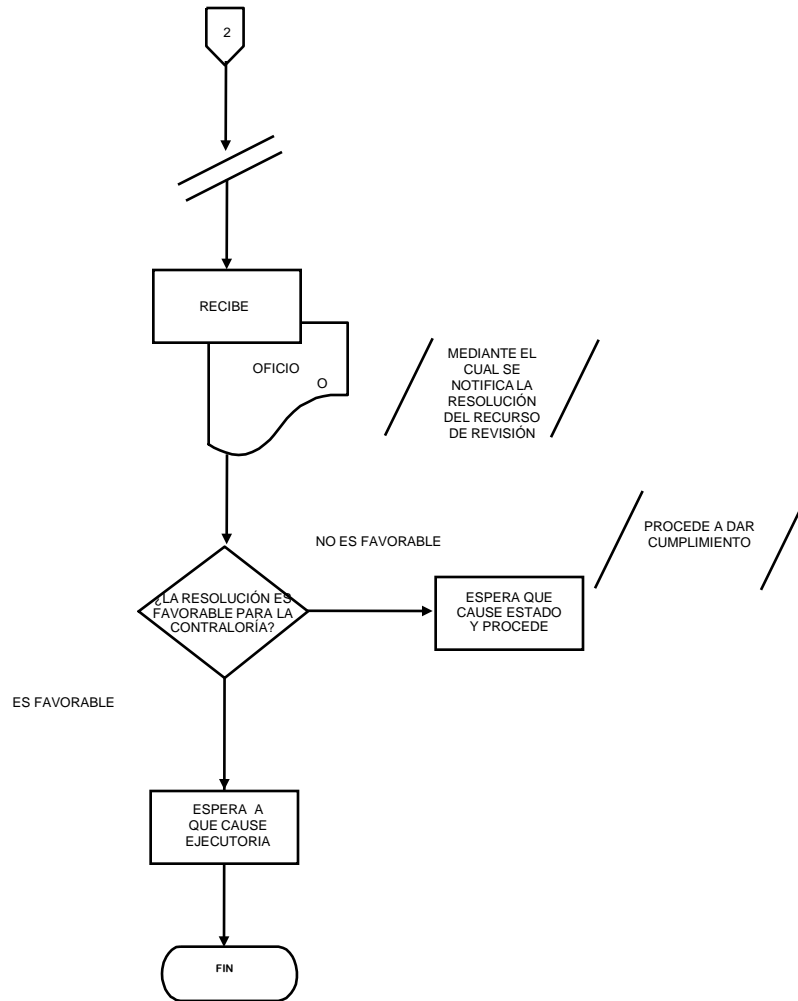 2
RECIBE
OFICIO
O
MEDIANTE EL
CUAL SE
NOTIFICA LA
RESOLUCIÓN
DEL RECURSO
DE REVISIÓN
NO ES FAVORABLE
PROCEDE A DAR
CUMPLIMIENTO
¿LA RESOLUCIÓN ES
FAVORABLE PARA LA
CONTRALORÍA?
ESPERA QUE
CAUSE ESTADO
Y PROCEDE
ES FAVORABLE
ESPERA A
QUE CAUSE
EJECUTORIA
FIN